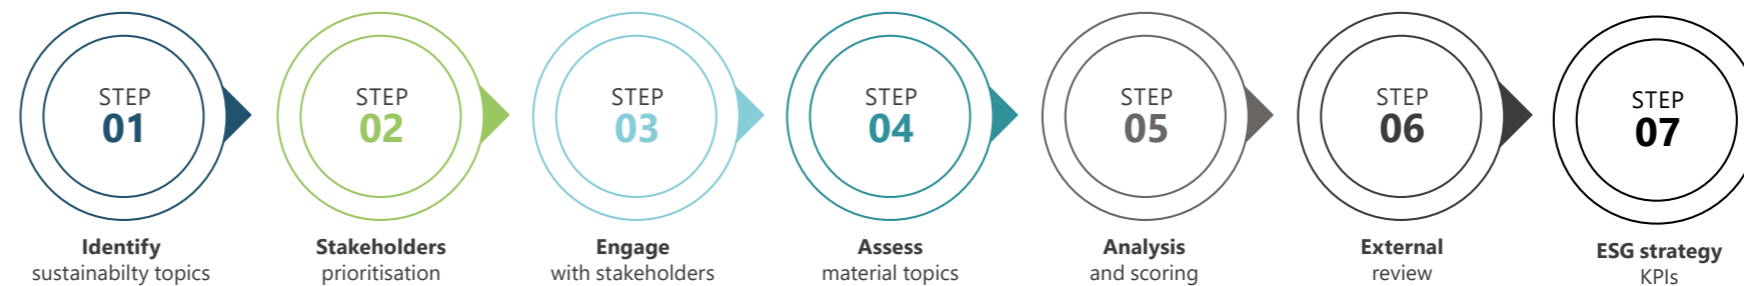 STEP
01
Identify
sustainabilty topics
STEP
02
Stakeholders
prioritisation
STEP
03
Engage
with stakeholders
STEP
04
Assess
material topics
STEP
05
Analysis
and scoring
STEP
06
External
review
STEP
07
ESG strategy
KPIs